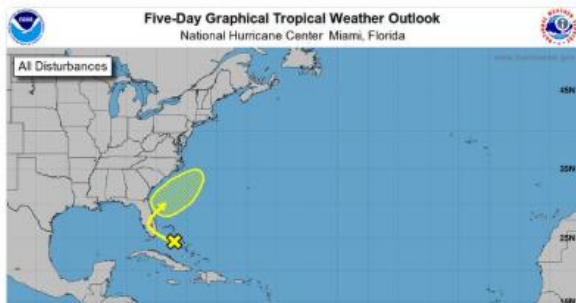 Five-Day Graphical Tropical Weather Outlook
National Hurricane Center Miami, Florida
All Disturbances
45N
35N
25N